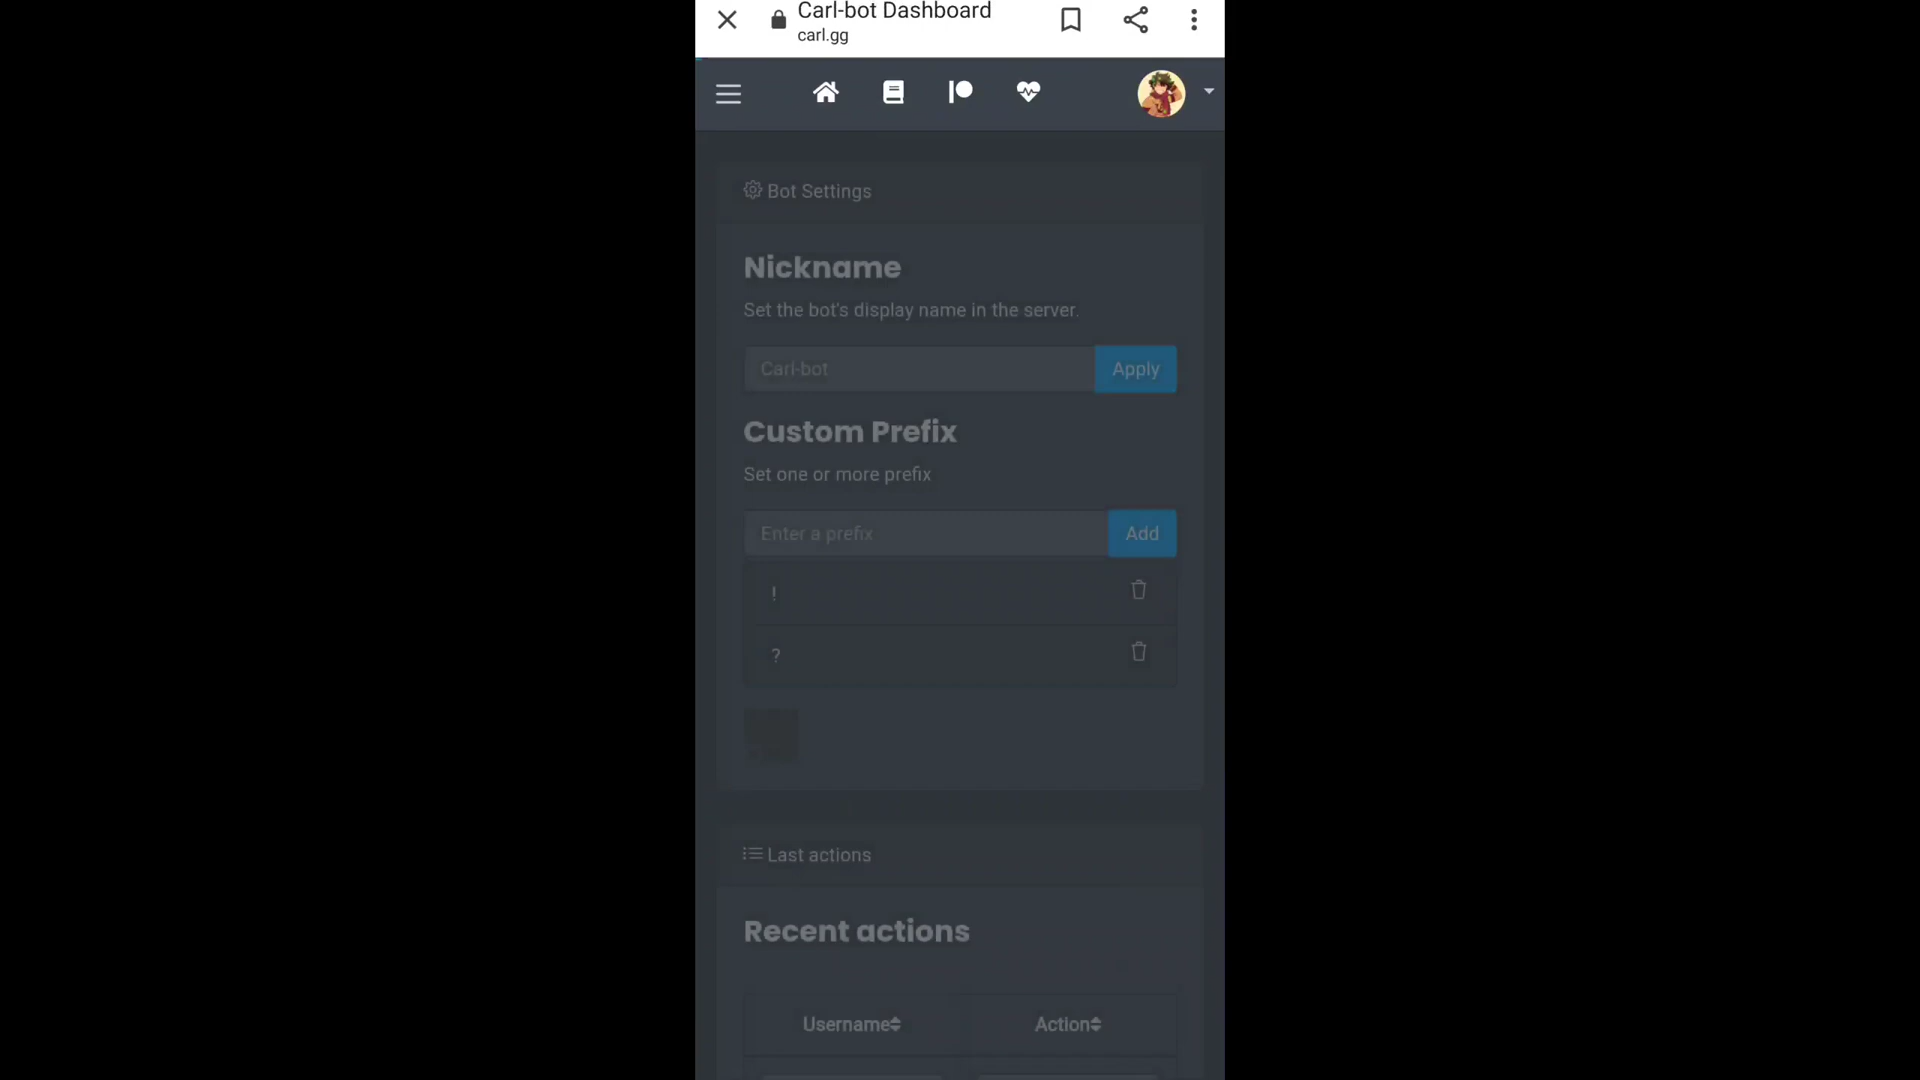 Carl-bot Dashboard
carl.gg
Bot Settings
Nickname
Set the bot's display name in the server.
Carl-bot
Apply
Custom Prefix
Set one or more prefix
Enter a prefix
Add
!
?
Last actions
Recent actions
Username
Action